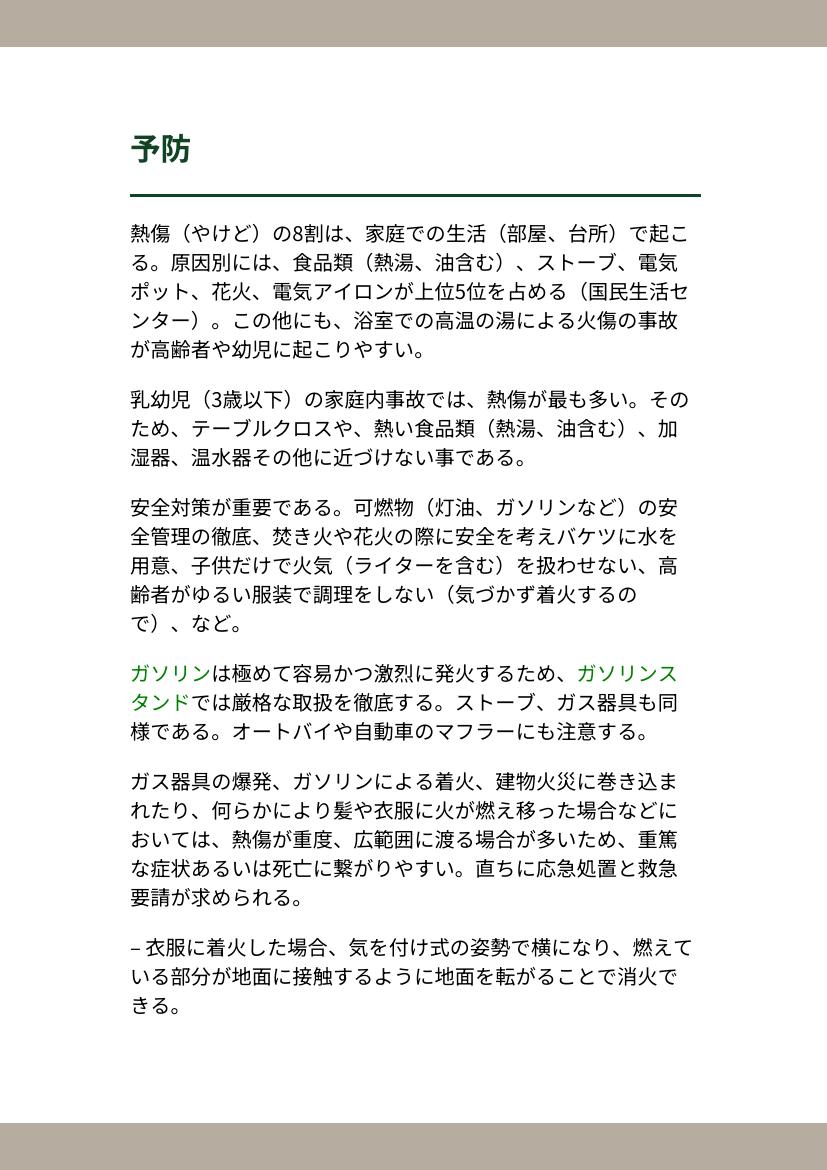 予防
熱傷（やけど）の8割は、家庭での生活（部屋、台所）で起こ
る。原因別には、食品類（熱湯、油含む）、ストーブ、電気
ポット、花火、電気アイロンが上位5位を占める（国民生活セ
ンター）。この他にも、浴室での高温の湯による火傷の事故
が高齢者や幼児に起こりやすい。
乳幼児（3歳以下）の家庭内事故では、熱傷が最も多い。その
ため、テーブルクロスや、熱い食品類（熱湯、油含む）、加
湿器、温水器その他に近づけない事である。
安全対策が重要である。可燃物（灯油、ガソリンなど）の安
全管理の徹底、焚き火や花火の際に安全を考えバケツに水を
用意、子供だけで火気（ライターを含む）を扱わせない、高
齢者がゆるい服装で調理をしない（気づかず着火するの
で）、など。
ガソリンは極めて容易かつ激烈に発火するため、ガソリンス
タンドでは厳格な取扱を徹底する。ストーブ、ガス器具も同
様である。オートバイや自動車のマフラーにも注意する。
ガス器具の爆発、ガソリンによる着火、建物火災に巻き込ま
れたり、何らかにより髪や衣服に火が燃え移った場合などに
おいては、熱傷が重度、広範囲に渡る場合が多いため、重篤
な症状あるいは死亡に繋がりやすい。直ちに応急処置と救急
要請が求められる。
– 衣服に着火した場合、気を付け式の姿勢で横になり、燃えて
いる部分が地面に接触するように地面を転がることで消火で
きる。